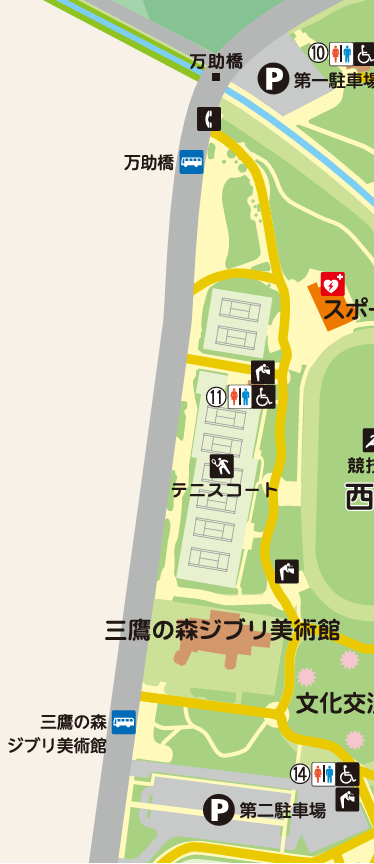 万助橋
⑩
P 第一駐車場
万助橋
スポー
⑪
テニスコート
競技
西
三鷹の森ジブリ美術館
文化交流
三鷹の森
ジブリ美術館
⑭
P 第二駐車場